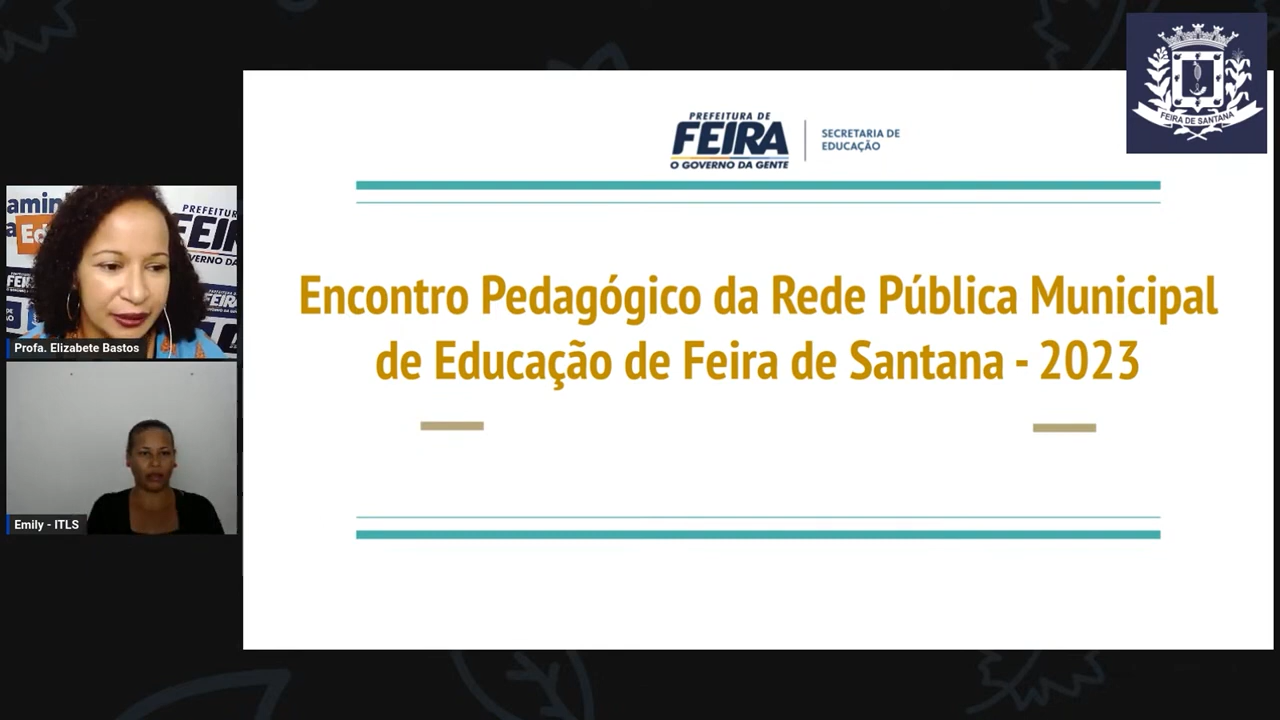 FEIRA DE SANTANA
PREFEITURA DE
FEIRA
O GOVERNO DA GENTE
SECRETARIA DE
EDUCAÇÃO
Encontro Pedagógico da Rede Pública Municipal
de Educação de Feira de Santana - 2023
PREFEITURA
Profa. Elizabete Bastos
Emily - ITLS